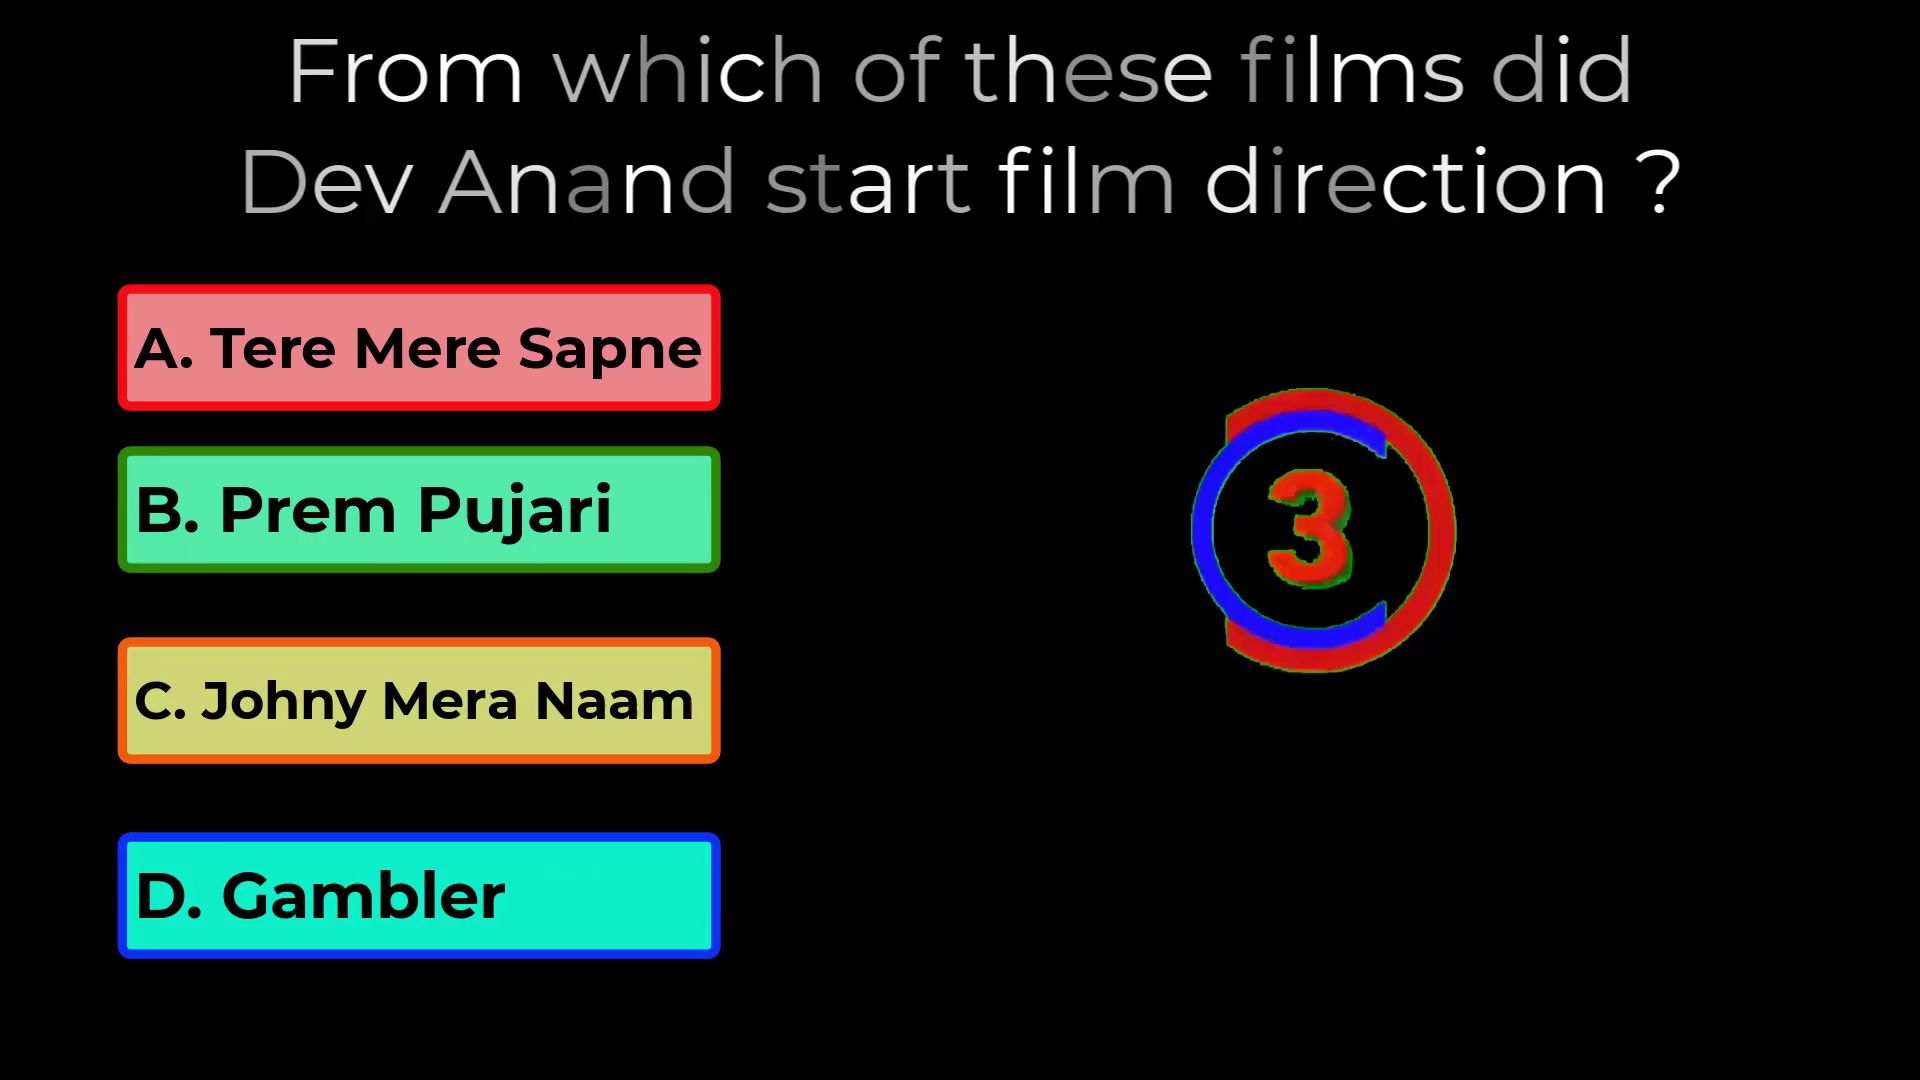 From which of these films did
Dev Anand start film direction ?
A. Tere Mere Sapne
B. Prem Pujari
3
C. Johny Mera Naam
D. Gambler